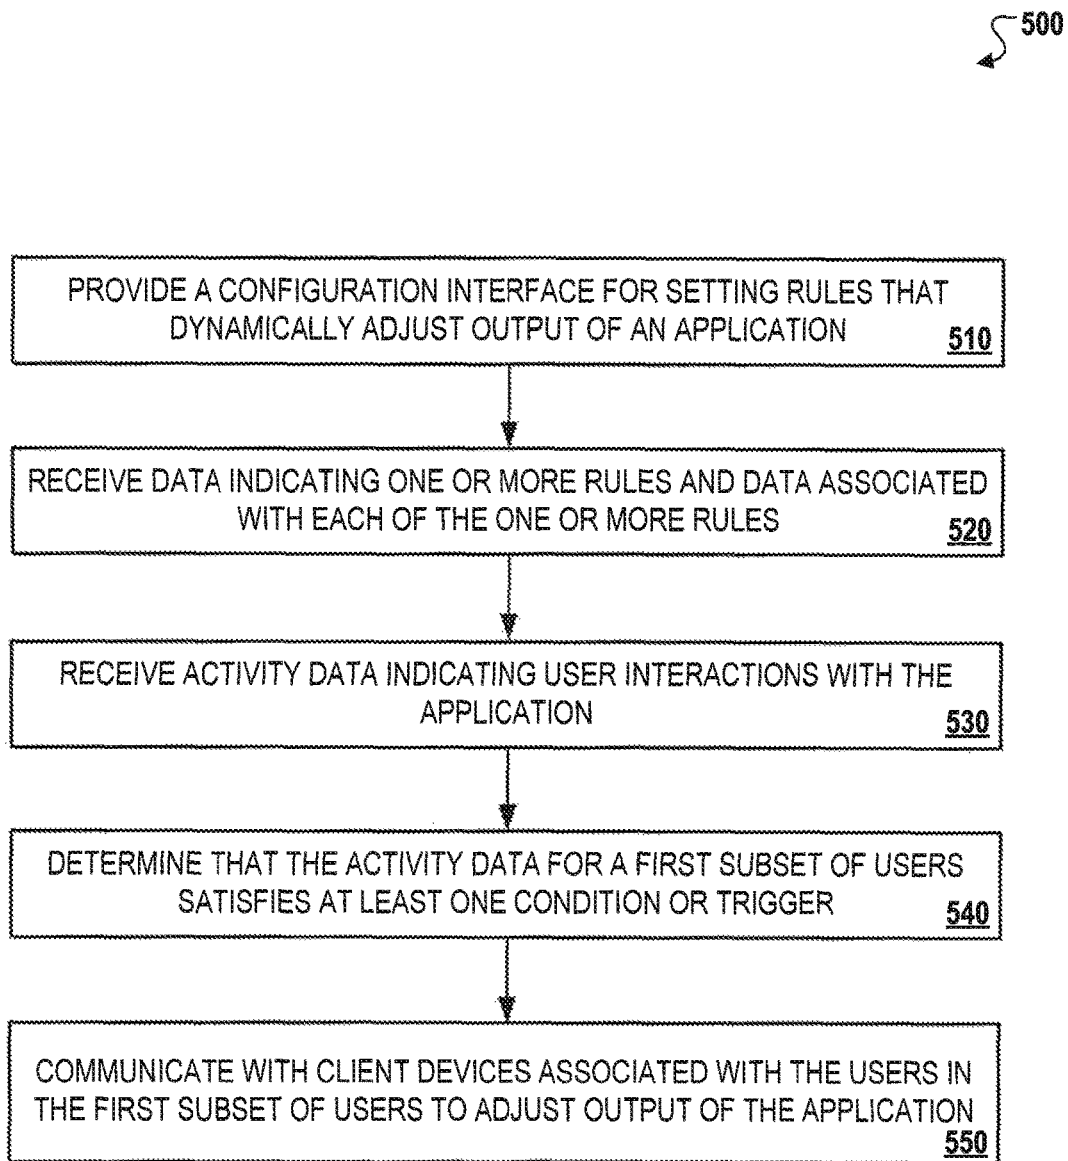 500
PROVIDE A CONFIGURATION INTERFACE FOR SETTING RULES THAT
DYNAMICALLY ADJUST OUTPUT OF AN APPLICATION
510
RECEIVE DATA INDICATING ONE OR MORE RULES AND DATA ASSOCIATED
WITH EACH OF THE ONE OR MORE RULES
520
RECEIVE ACTIVITY DATA INDICATING USER INTERACTIONS WITH THE
APPLICATION
530
DETERMINE THAT THE ACTIVITY DATA FOR A FIRST SUBSET OF USERS
SATISFIES AT LEAST ONE CONDITION OR TRIGGER
540
COMMUNICATE WITH CLIENT DEVICES ASSOCIATED WITH THE USERS IN
THE FIRST SUBSET OF USERS TO ADJUST OUTPUT OF THE APPLICATION
550